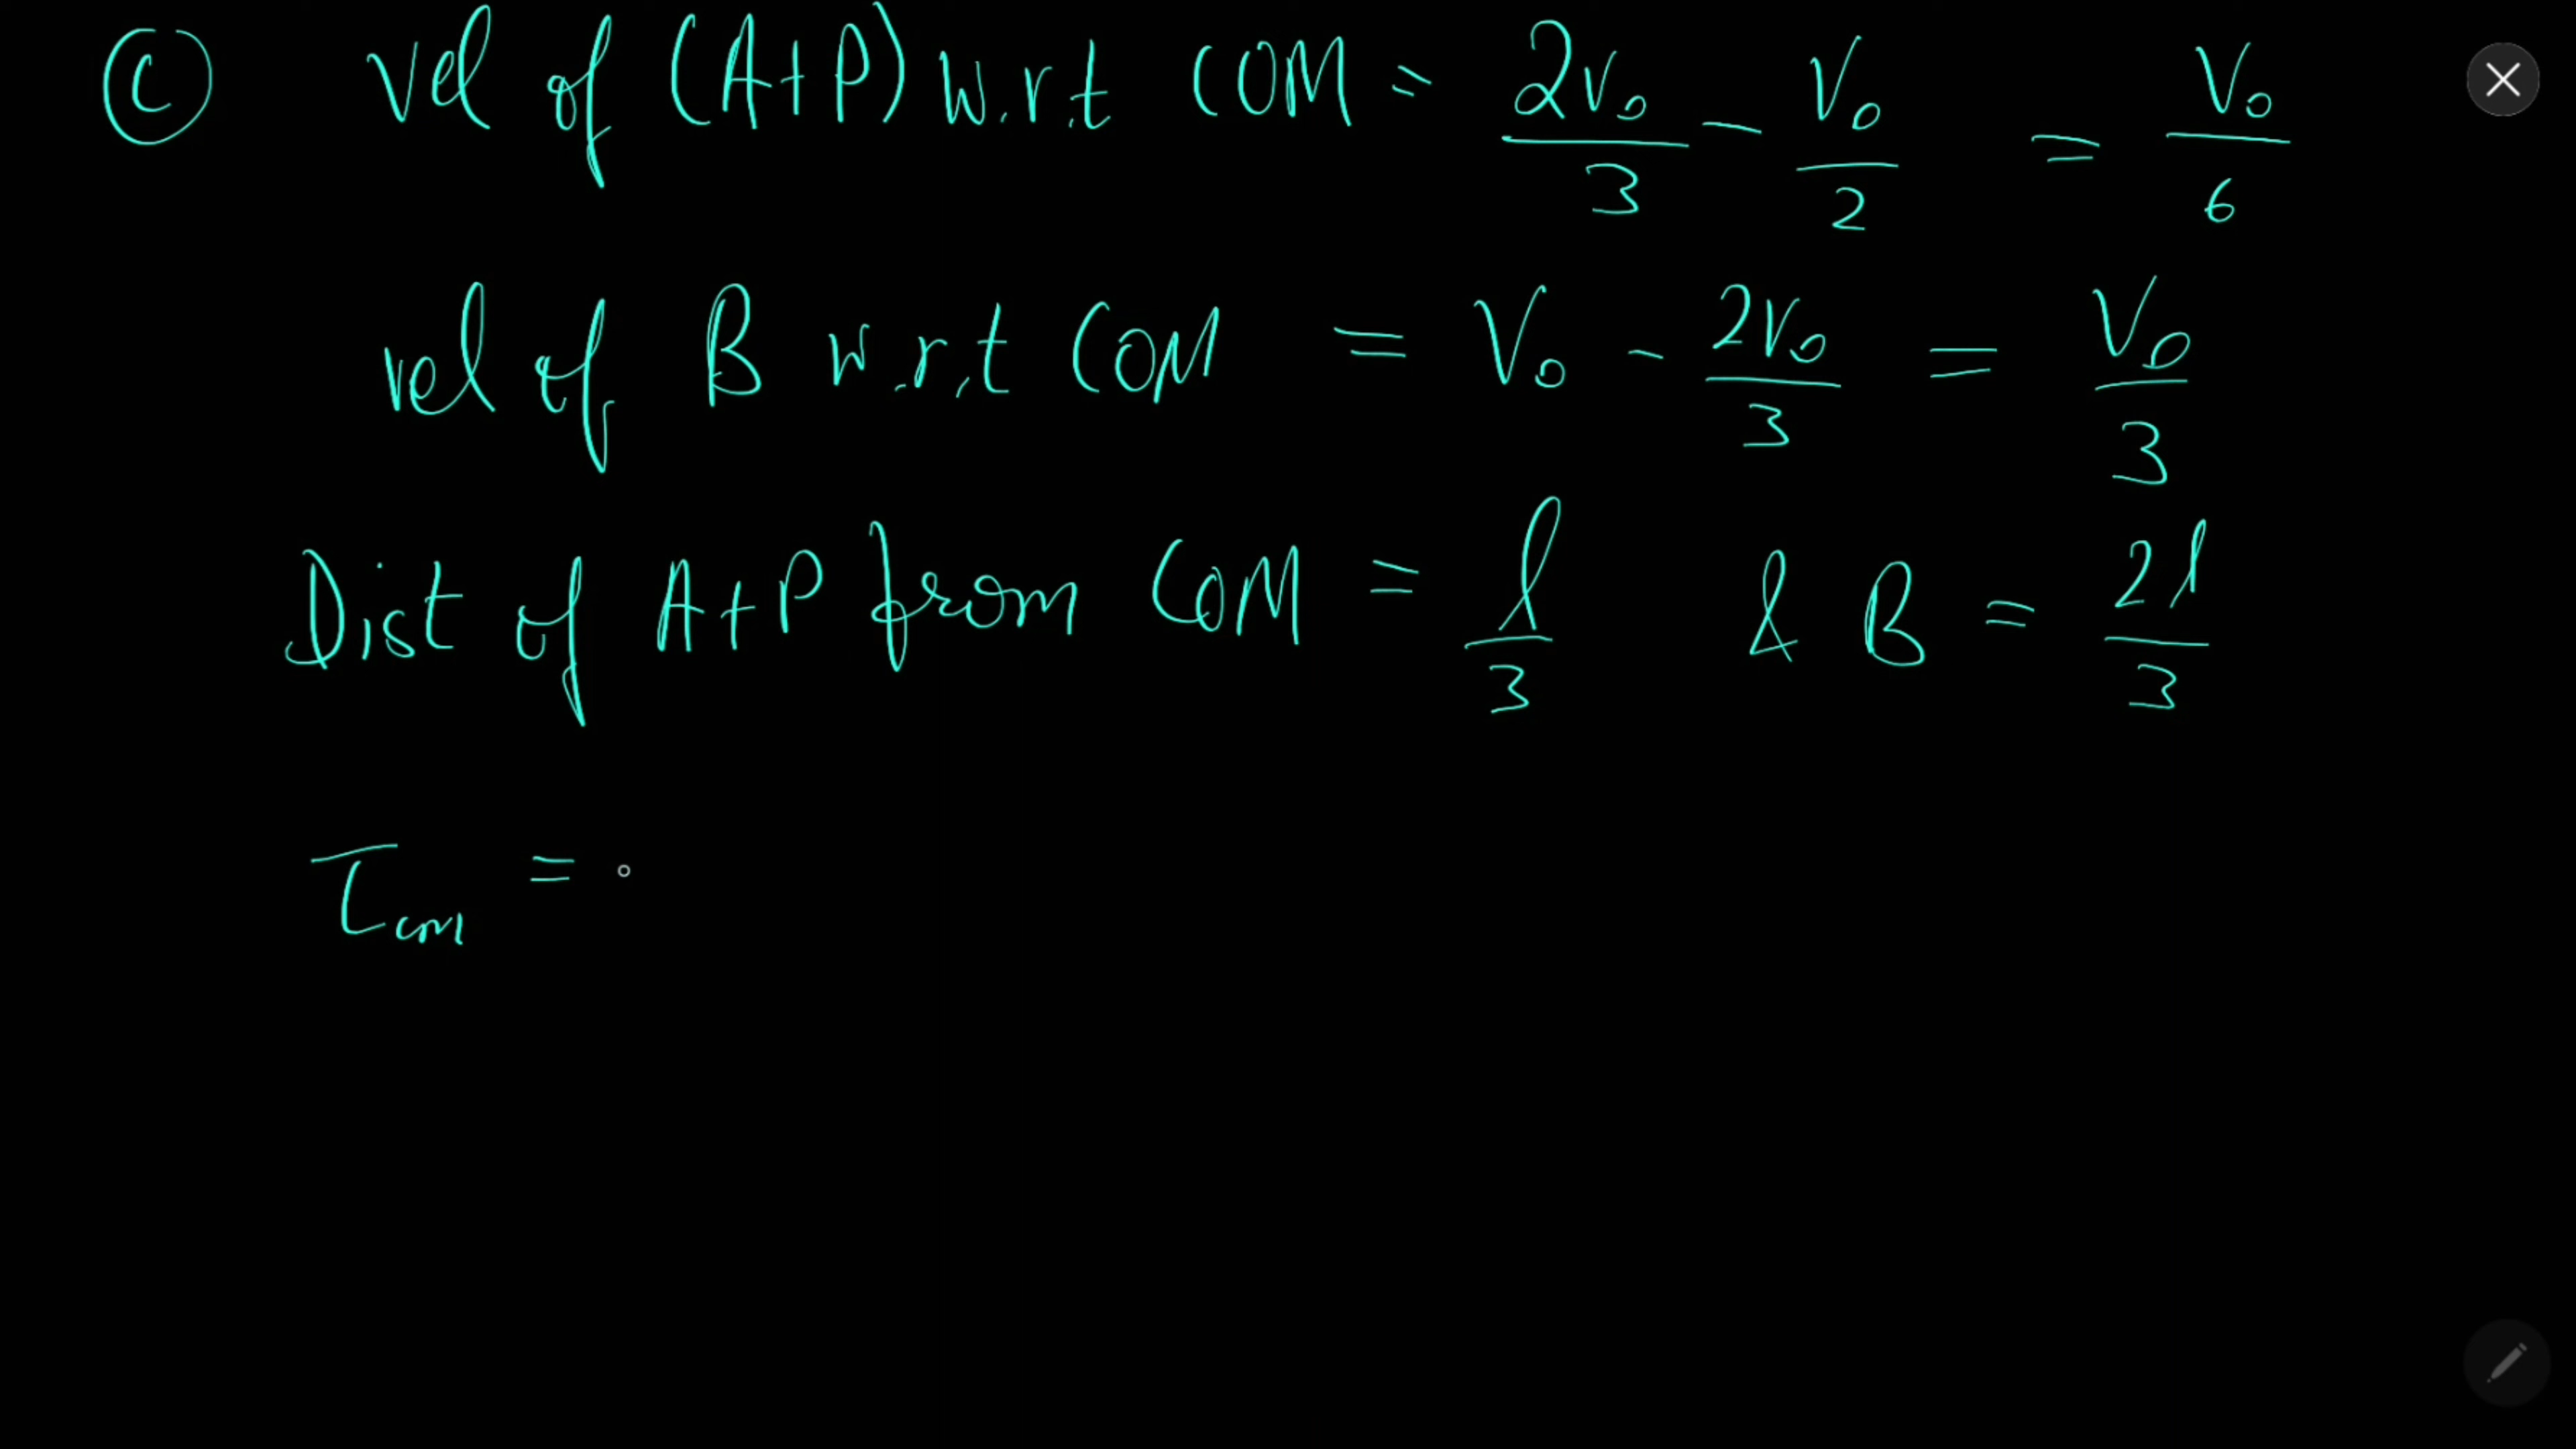 (C) Vel of (A+P) w.r.t COM = 2v₀/3 - V₀/2 = V₀/6
vel of B w.r.t COM = V₀ - 2v₀/3 = V₀/3
Dist of A+P from COM = l/3 & B = 2l/3
τcm =